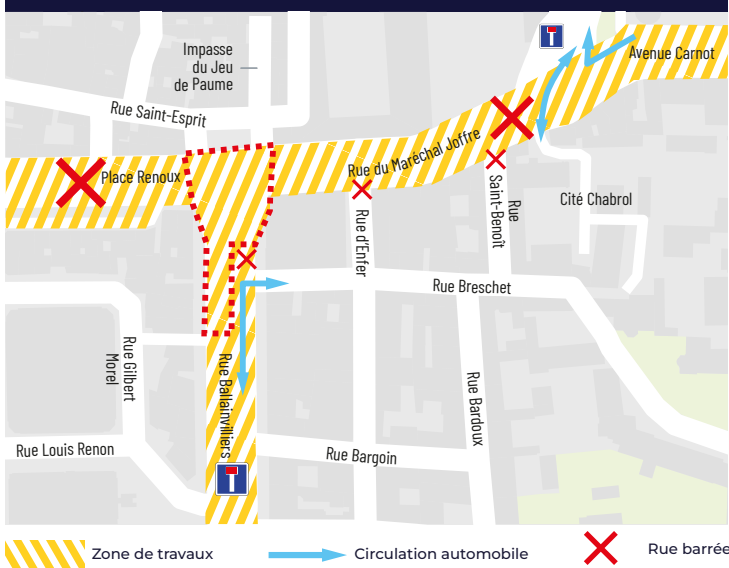 Impasse
du Jeu
de Paume
Avenue Carnot
Rue Saint-Esprit
Rue du Maréchal Joffre
Place Renoux
Rue
Saint-Benoît
Cité Chabrol
Rue d'Enfer
Rue Breschet
Rue Gilbert
Morel
Rue Ballainvilliers
Rue Bardoux
Rue Louis Renon
Rue Bargoin
Zone de travaux
Circulation automobile
Rue barrée